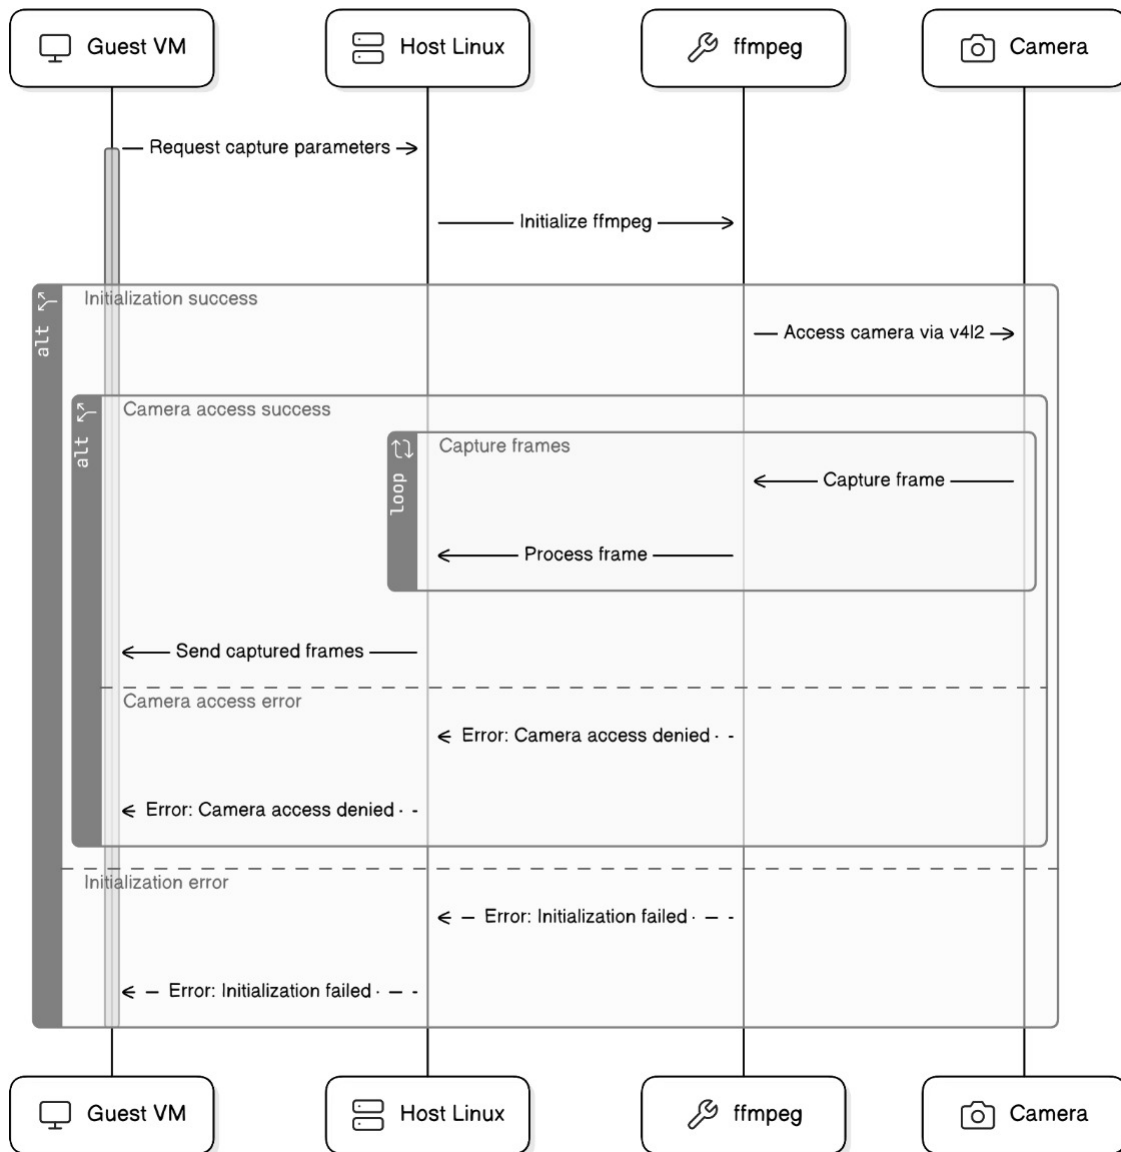 Guest VM
Host Linux
ffmpeg
Camera
Request capture parameters
Initialize ffmpeg
alt
Initialization success
Access camera via v4l2
alt
Camera access success
loop
Capture frames
Capture frame
Process frame
Send captured frames
Camera access error
Error: Camera access denied
Error: Camera access denied
Initialization error
Error: Initialization failed
Error: Initialization failed
Guest VM
Host Linux
ffmpeg
Camera